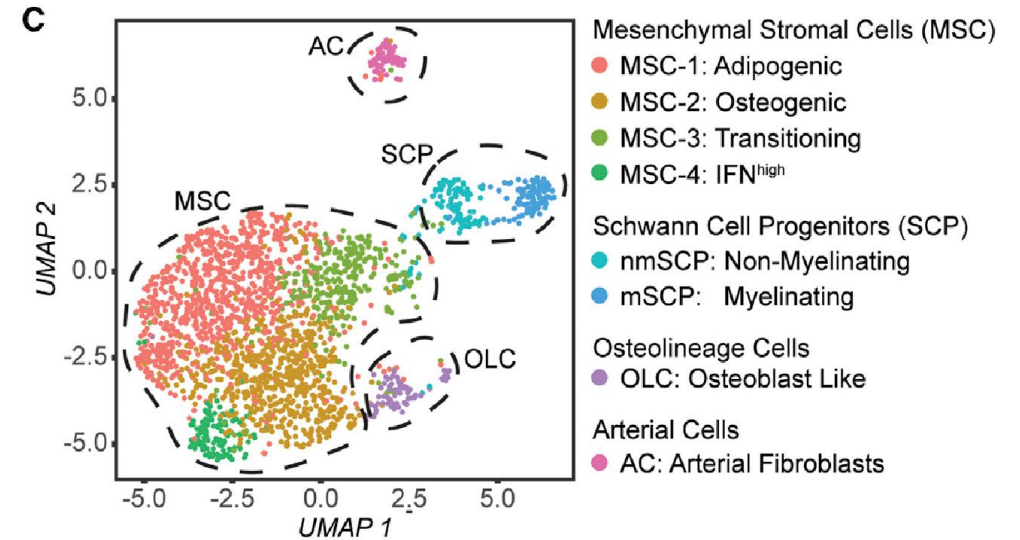 C
AC
SCP
MSC
OLC
5.0
2.5
0.0
-2.5
-5.0
UMAP 2
-5.0 -2.5 0.0 2.5 5.0
UMAP 1
Mesenchymal Stromal Cells (MSC)
MSC-1: Adipogenic
MSC-2: Osteogenic
MSC-3: Transitioning
MSC-4: IFNhigh
Schwann Cell Progenitors (SCP)
nmSCP: Non-Myelinating
mSCP: Myelinating
Osteolineage Cells
OLC: Osteoblast Like
Arterial Cells
AC: Arterial Fibroblasts